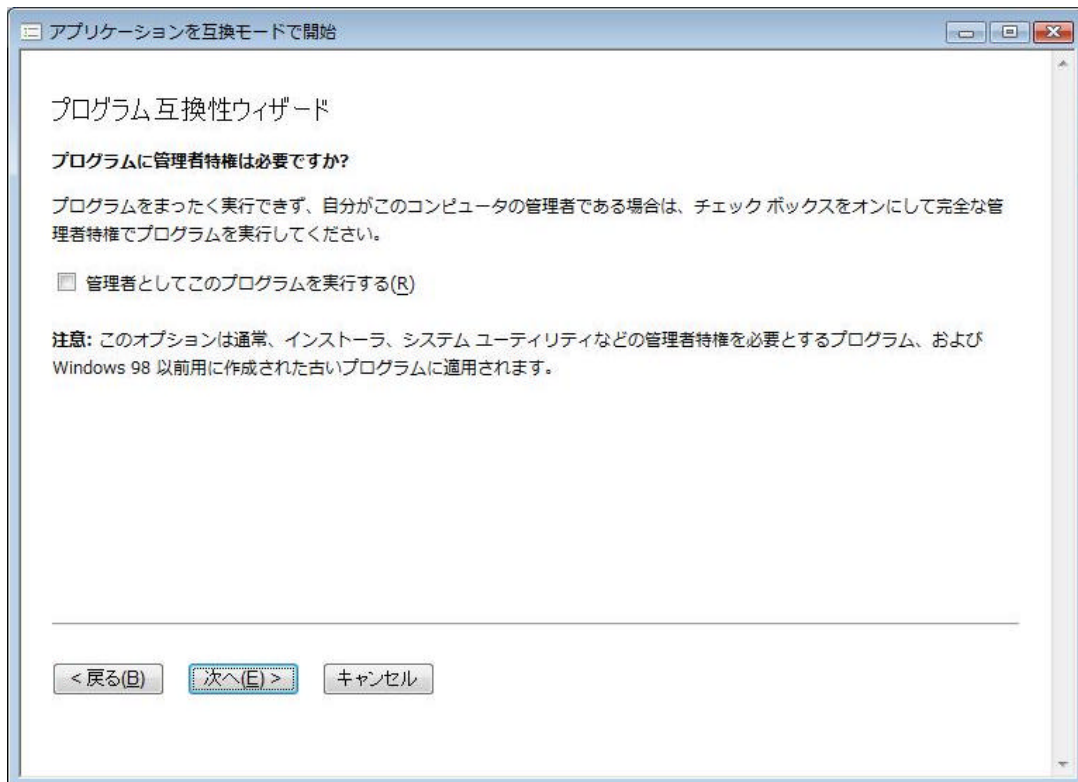 アプリケーションを互換モードで開始
プログラム互換性ウィザード
プログラムに管理者特権は必要ですか?
プログラムをまったく実行できず、自分がこのコンピュータの管理者である場合は、チェック ボックスをオンにして完全な管
理者特権でプログラムを実行してください。
管理者としてこのプログラムを実行する(R)
注意: このオプションは通常、インストーラ、システム ユーティリティなどの管理者特権を必要とするプログラム、および
Windows 98 以前用に作成された古いプログラムに適用されます。
< 戻る(B) 次へ(E) > キャンセル